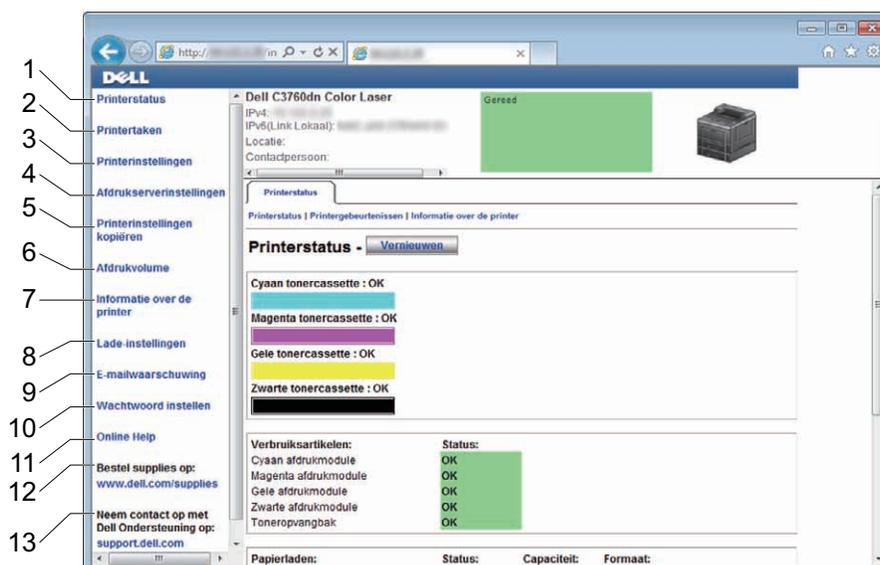 http:// /in
DELL
1
2
3
4
5
6
7
8
9
10
11
12
13
Printerstatus
Printertaken
Printerinstellingen
Afdrukserverinstellingen
Printerinstellingen
kopiëren
Afdrukvolume
Informatie over de
printer
Lade-instellingen
E-mailwaarschuwing
Wachtwoord instellen
Online Help
Bestel supplies op:
www.dell.com/supplies
Neem contact op met
Dell Ondersteuning op:
support.dell.com
Dell C3760dn Color Laser
IPv4:
IPv6(Link Lokaal):
Locatie:
Contactpersoon:
Gereed
Printerstatus
Printerstatus | Printergebeurtenissen | Informatie over de printer
Printerstatus - Vernieuwen
Cyaan tonercassette : OK
Magenta tonercassette : OK
Gele tonercassette : OK
Zwarte tonercassette : OK
Verbruiksartikelen: Status:
Cyaan afdrukmodule OK
Magenta afdrukmodule OK
Gele afdrukmodule OK
Zwarte afdrukmodule OK
Toneropvangbak OK
Papierladen: Status: Capaciteit: Formaat: